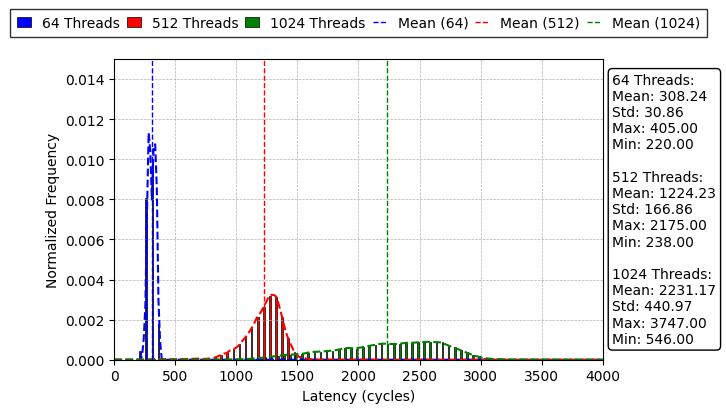 64 Threads 512 Threads 1024 Threads Mean (64) Mean (512) Mean (1024)
0.014
0.012
0.010
0.008
0.006
0.004
0.002
0.000
Normalized Frequency
0 500 1000 1500 2000 2500 3000 3500 4000
Latency (cycles)
64 Threads:
Mean: 308.24
Std: 30.86
Max: 405.00
Min: 220.00
512 Threads:
Mean: 1224.23
Std: 166.86
Max: 2175.00
Min: 238.00
1024 Threads:
Mean: 2231.17
Std: 440.97
Max: 3747.00
Min: 546.00